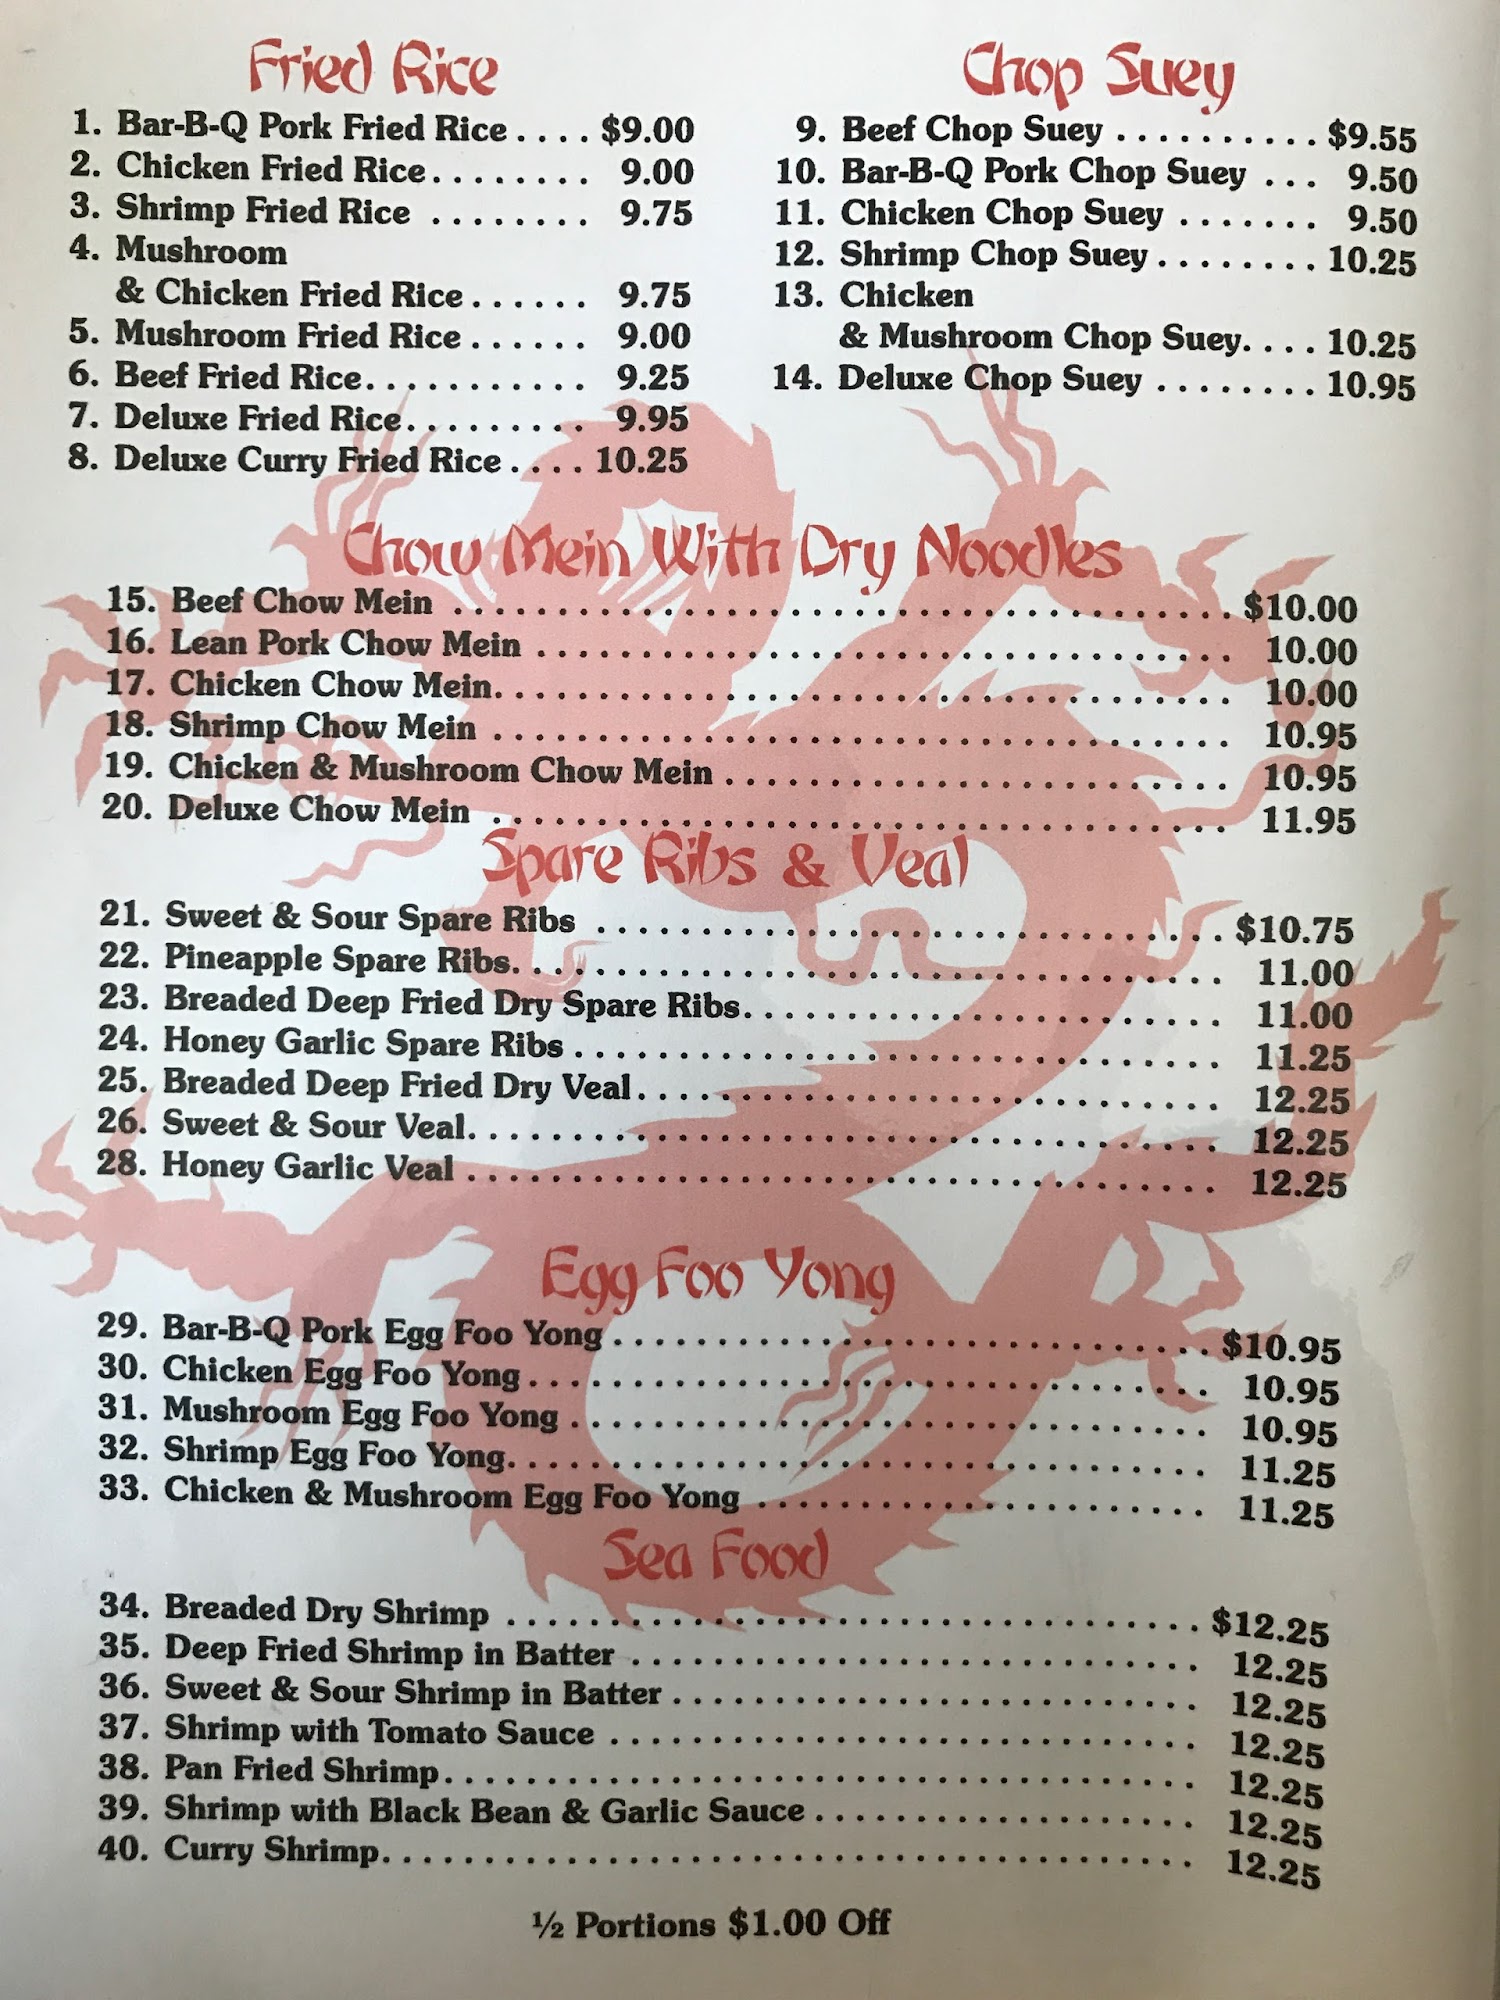 Fried Rice
1. Bar-B-Q Pork Fried Rice . . . . $9.00
2. Chicken Fried Rice . . . . . . . . 9.00
3. Shrimp Fried Rice . . . . . . . . 9.75
4. Mushroom
& Chicken Fried Rice . . . . . . 9.75
5. Mushroom Fried Rice . . . . . . 9.00
6. Beef Fried Rice . . . . . . . . . . . 9.25
7. Deluxe Fried Rice . . . . . . . . . 9.95
8. Deluxe Curry Fried Rice . . . . 10.25
Chop Suey
9. Beef Chop Suey . . . . . . . . . . $9.55
10. Bar-B-Q Pork Chop Suey . . . 9.50
11. Chicken Chop Suey . . . . . . . 9.50
12. Shrimp Chop Suey . . . . . . . . 10.25
13. Chicken
& Mushroom Chop Suey. . . . 10.25
14. Deluxe Chop Suey . . . . . . . . 10.95
Chow Mein With Dry Noodles
15. Beef Chow Mein . . . . . . . . . . $10.00
16. Lean Pork Chow Mein . . . . . . . . . . 10.00
17. Chicken Chow Mein. . . . . . . . . . 10.00
18. Shrimp Chow Mein . . . . . . . . . . 10.95
19. Chicken & Mushroom Chow Mein . . . . . . . . . . 10.95
20. Deluxe Chow Mein . . . . . . . . . . 11.95
Spare Ribs & Veal
21. Sweet & Sour Spare Ribs . . . . . . . . . . $10.75
22. Pineapple Spare Ribs. . . . . . . . . . 11.00
23. Breaded Deep Fried Dry Spare Ribs. . . . . . . . . . 11.00
24. Honey Garlic Spare Ribs . . . . . . . . . . 11.25
25. Breaded Deep Fried Dry Veal. . . . . . . . . . 12.25
26. Sweet & Sour Veal. . . . . . . . . . 12.25
28. Honey Garlic Veal . . . . . . . . . . 12.25
Egg Foo Yong
29. Bar-B-Q Pork Egg Foo Yong . . . . . . . . . . $10.95
30. Chicken Egg Foo Yong . . . . . . . . . . 10.95
31. Mushroom Egg Foo Yong . . . . . . . . . . 10.95
32. Shrimp Egg Foo Yong. . . . . . . . . . 11.25
33. Chicken & Mushroom Egg Foo Yong . . . . . . . . . . 11.25
Sea Food
34. Breaded Dry Shrimp . . . . . . . . . . $12.25
35. Deep Fried Shrimp in Batter . . . . . . . . . . 12.25
36. Sweet & Sour Shrimp in Batter . . . . . . . . . . 12.25
37. Shrimp with Tomato Sauce . . . . . . . . . . 12.25
38. Pan Fried Shrimp. . . . . . . . . . 12.25
39. Shrimp with Black Bean & Garlic Sauce . . . . . . . . . . 12.25
40. Curry Shrimp. . . . . . . . . . 12.25
½ Portions $1.00 Off